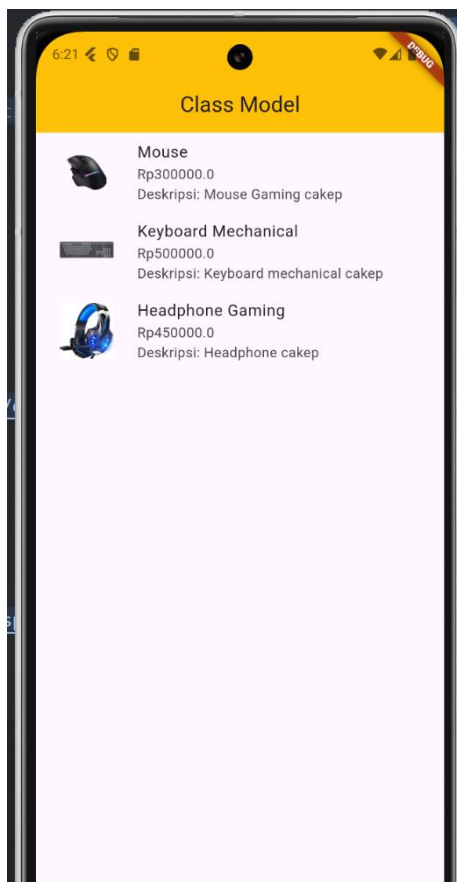 6:21
DEBUG
Class Model
Mouse
Rp300000.0
Deskripsi: Mouse Gaming cakep
Keyboard Mechanical
Rp500000.0
Deskripsi: Keyboard mechanical cakep
Headphone Gaming
Rp450000.0
Deskripsi: Headphone cakep